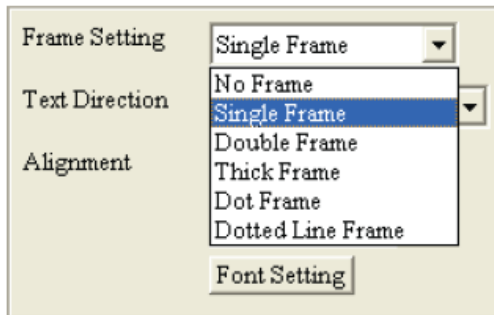 Frame Setting
Single Frame
No Frame
Text Direction
Single Frame
Double Frame
Alignment
Thick Frame
Dot Frame
Dotted Line Frame
Font Setting